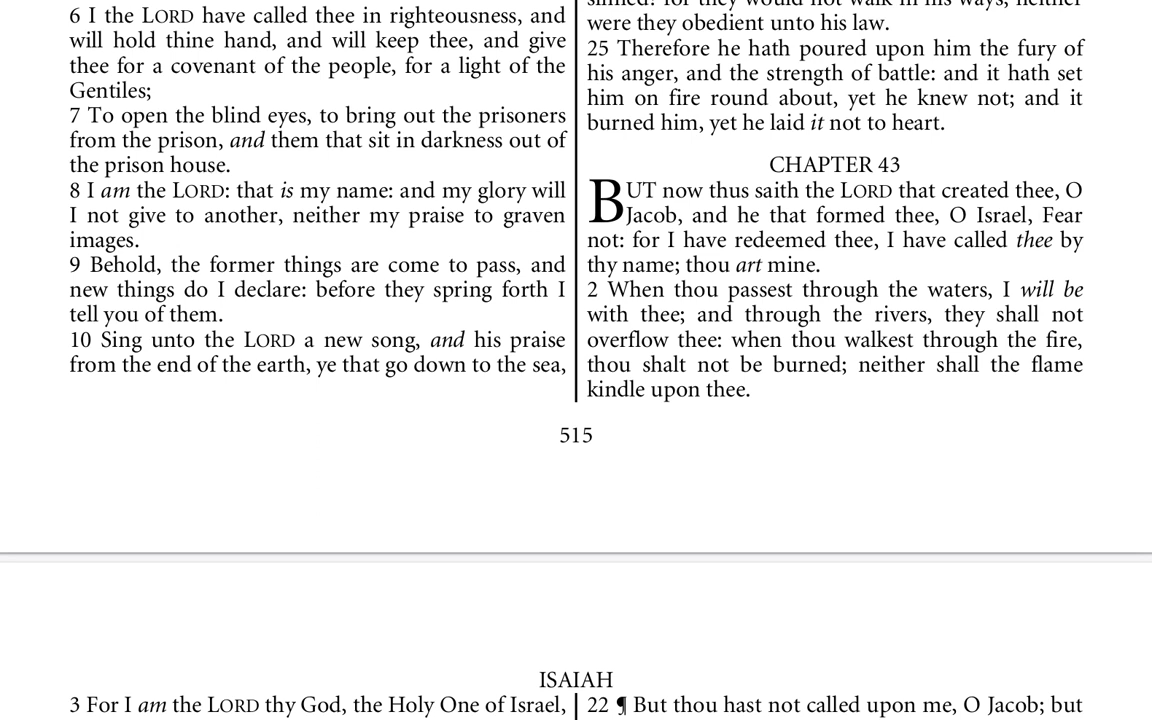 6 I the LORD have called thee in righteousness, and
will hold thine hand, and will keep thee, and give
thee for a covenant of the people, for a light of the
Gentiles;
7 To open the blind eyes, to bring out the prisoners
from the prison, and them that sit in darkness out of
the prison house.
8 I am the LORD: that is my name: and my glory will
I not give to another, neither my praise to graven
images.
9 Behold, the former things are come to pass, and
new things do I declare: before they spring forth I
tell you of them.
10 Sing unto the LORD a new song, and his praise
from the end of the earth, ye that go down to the sea,
they would not walk in his ways, neither
were they obedient unto his law.
25 Therefore he hath poured upon him the fury of
his anger, and the strength of battle: and it hath set
him on fire round about, yet he knew not; and it
burned him, yet he laid it not to heart.
CHAPTER 43
BUT now thus saith the LORD that created thee, O
Jacob, and he that formed thee, O Israel, Fear
not: for I have redeemed thee, I have called thee by
thy name; thou art mine.
2 When thou passest through the waters, I will be
with thee; and through the rivers, they shall not
overflow thee: when thou walkest through the fire,
thou shalt not be burned; neither shall the flame
kindle upon thee.
515
ISAIAH
3 For I am the LORD thy God, the Holy One of Israel,
22 ¶ But thou hast not called upon me, O Jacob; but